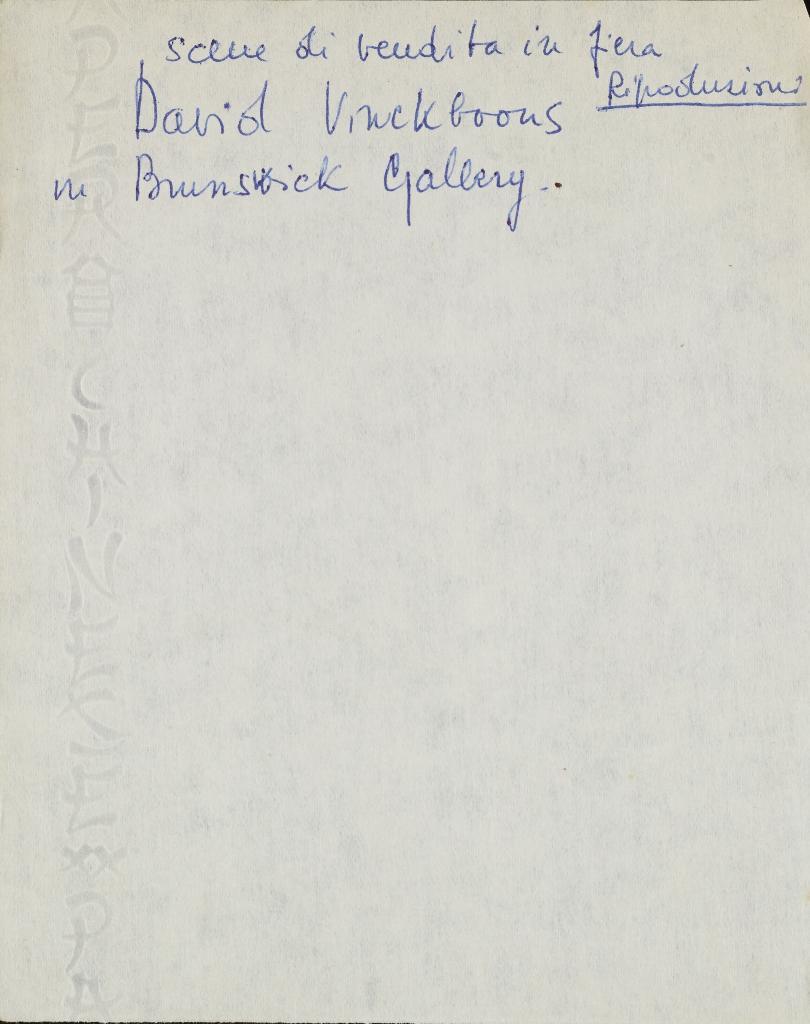 scene di vendita in fiera
Riproduzioni
David Vinckboons
in Brunswick Gallery..